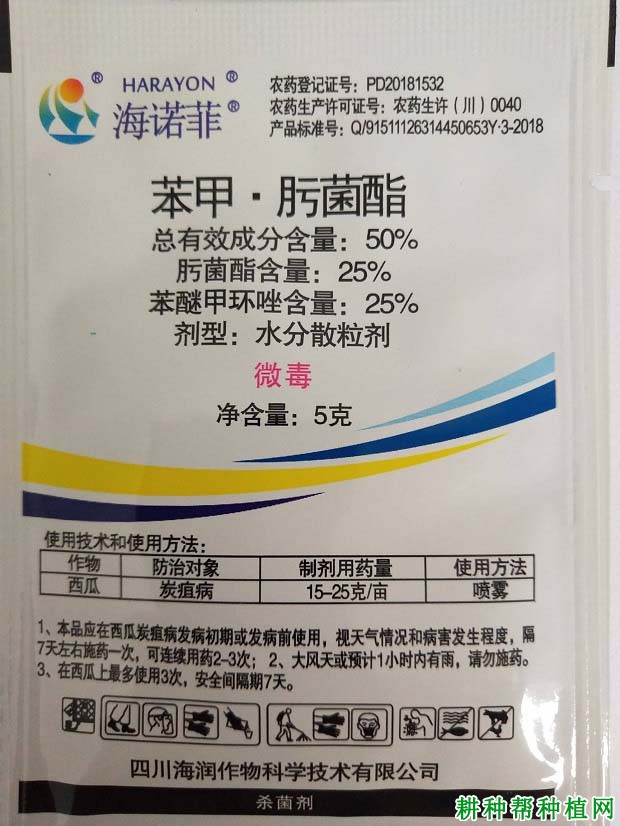 HARAYON ®
®
海诺菲®
农药登记证号：PD20181532
农药生产许可证号：农药生许（川）0040
产品标准号：Q/91511126314450653Y·3-2018
苯甲·肟菌酯
总有效成分含量：50%
肟菌酯含量：25%
苯醚甲环唑含量：25%
剂型：水分散粒剂
微毒
净含量：5克
使用技术和使用方法：
作物 防治对象 制剂用药量 使用方法
西瓜 炭疽病 15-25克/亩 喷雾
1、本品应在西瓜炭疽病发病初期或发病前使用，视天气情况和病害发生程度，隔
7天左右施药一次，可连续用药2-3次；2、大风天或预计1小时内有雨，请勿施药。
3、在西瓜上最多使用3次，安全间隔期7天。
四川海润作物科学技术有限公司
杀菌剂
耕种帮种植网